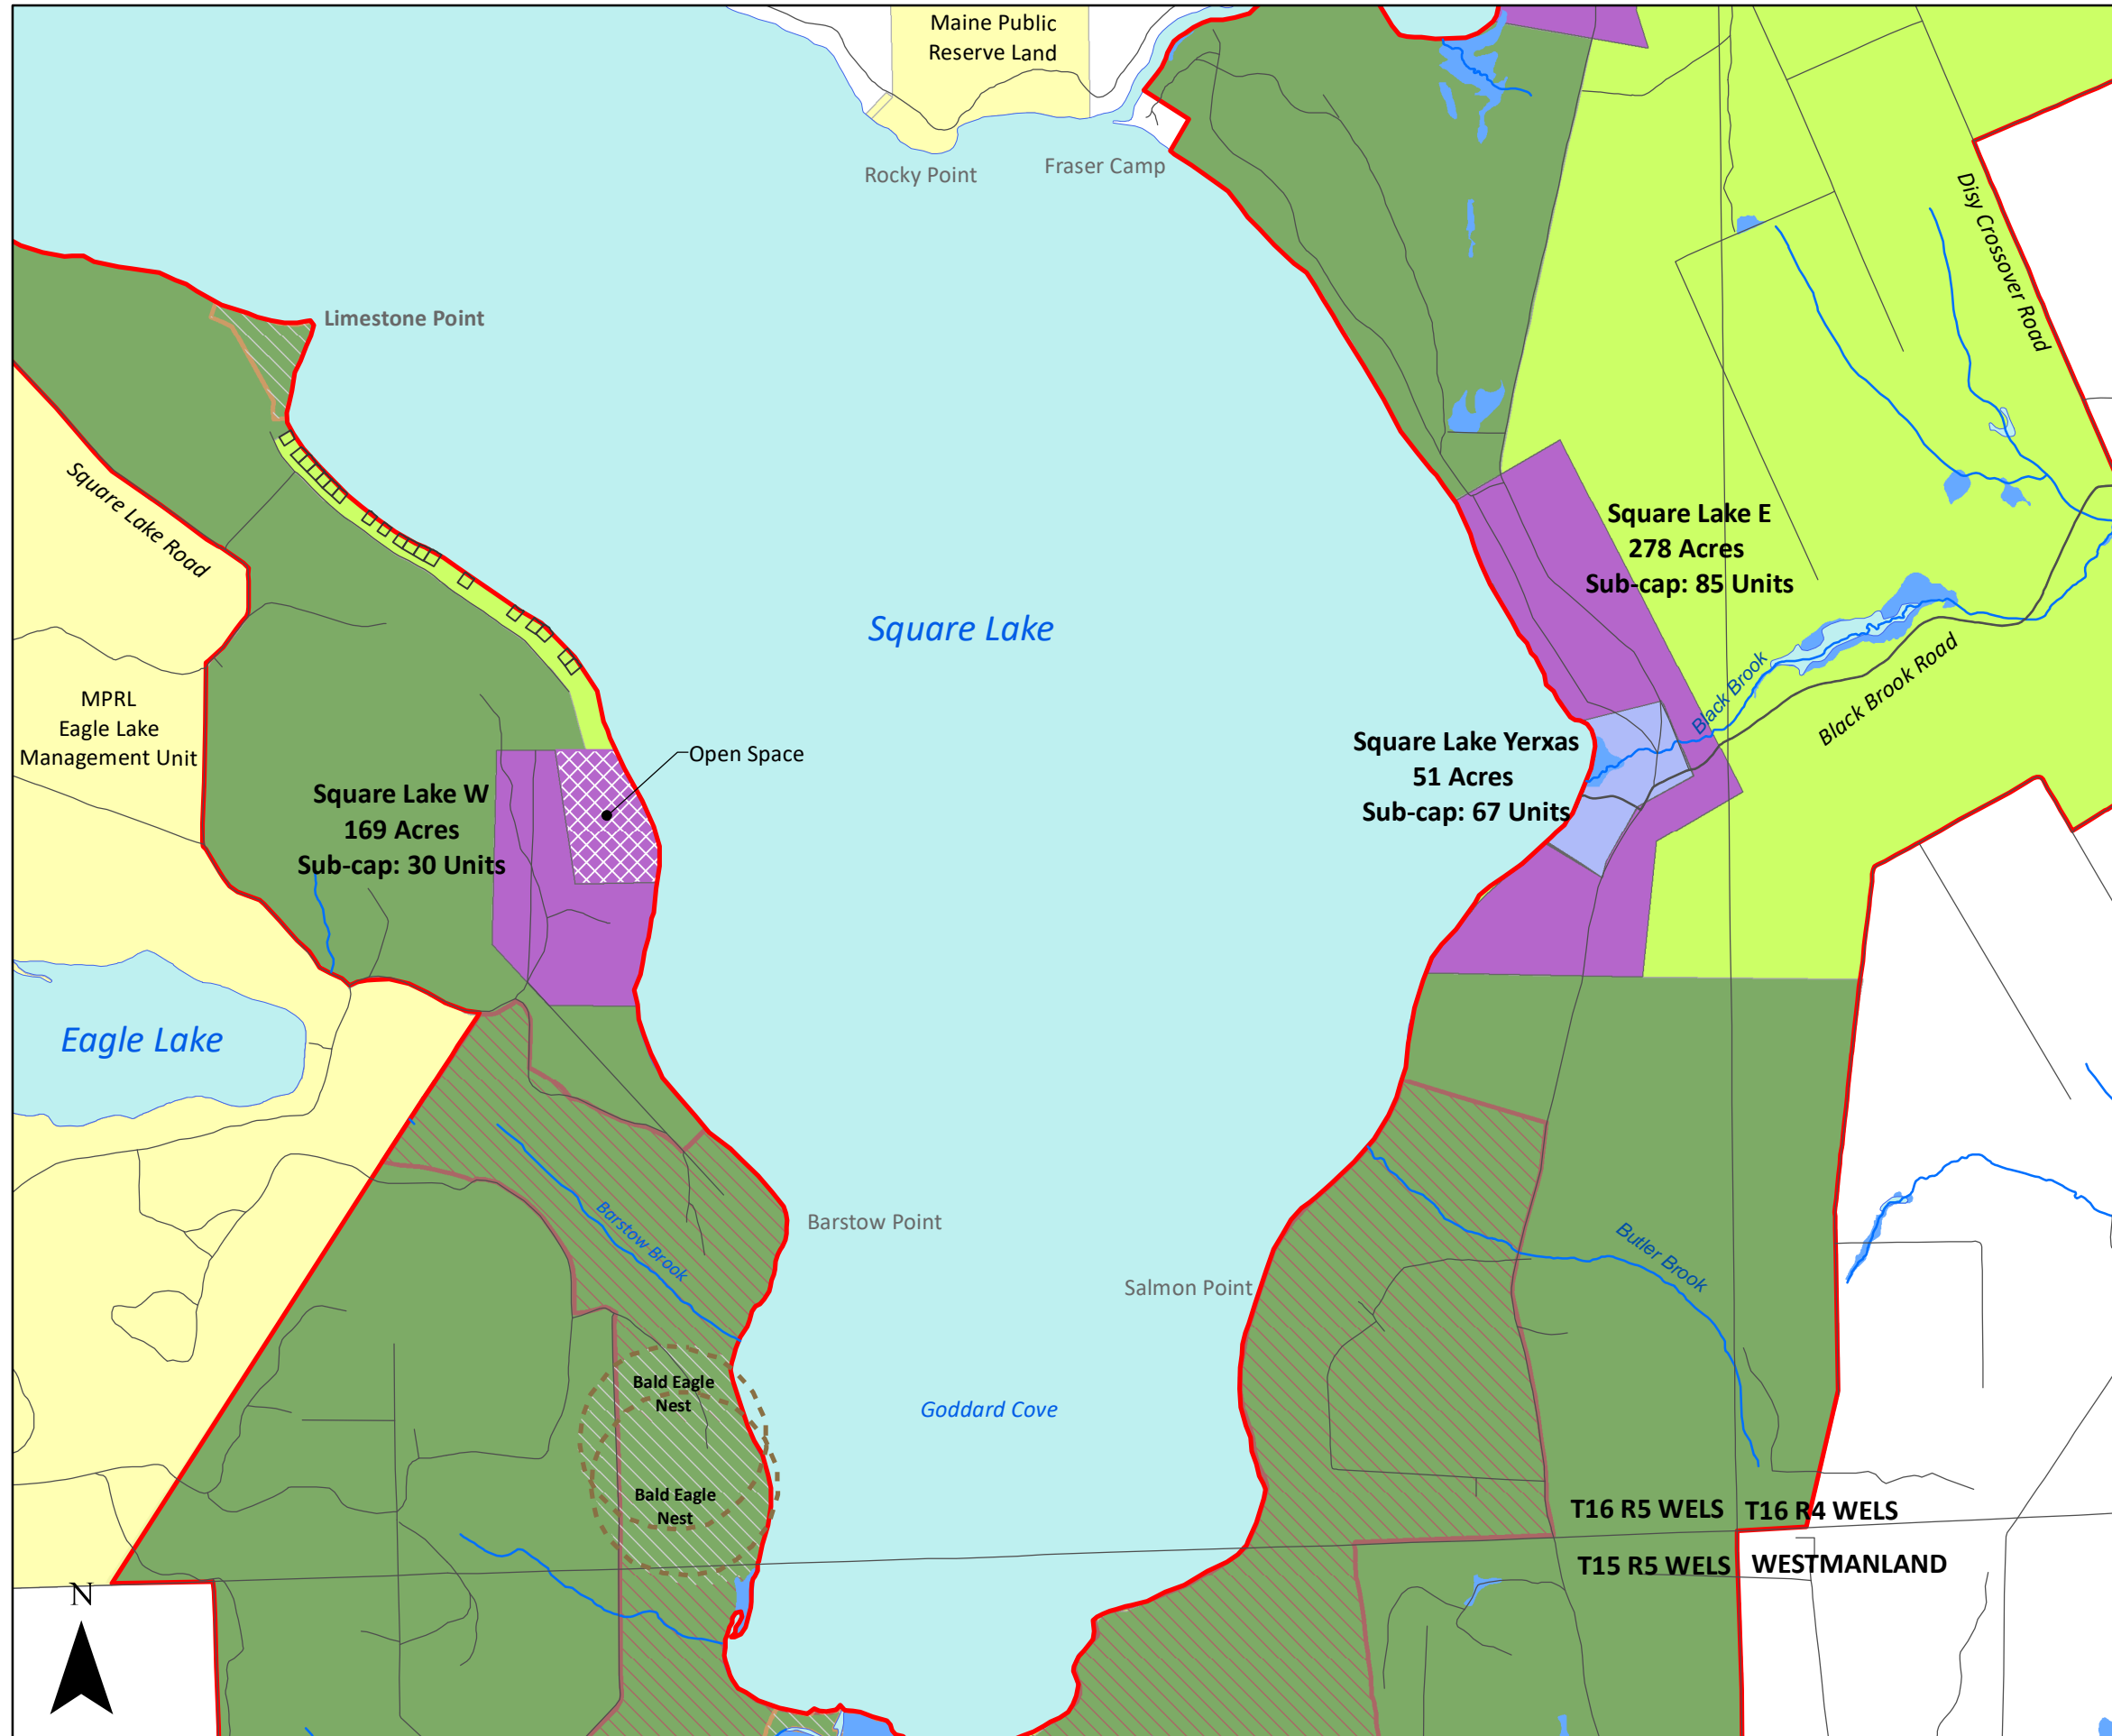 Maine Public
Reserve Land
Rocky Point
Fraser Camp
Disy Crossover Road
Limestone Point
Square Lake Road
Square Lake E
278 Acres
Sub-cap: 85 Units
Square Lake
Black Brook
Black Brook Road
MPRL
Eagle Lake
Management Unit
Open Space
Square Lake Yerxas
51 Acres
Sub-cap: 67 Units
Square Lake W
169 Acres
Sub-cap: 30 Units
Eagle Lake
Barstow Point
Barstow Brook
Salmon Point
Butler Brook
Bald Eagle
Nest
Goddard Cove
Bald Eagle
Nest
T16 R5 WELS
T16 R4 WELS
T15 R5 WELS
WESTMANLAND
N